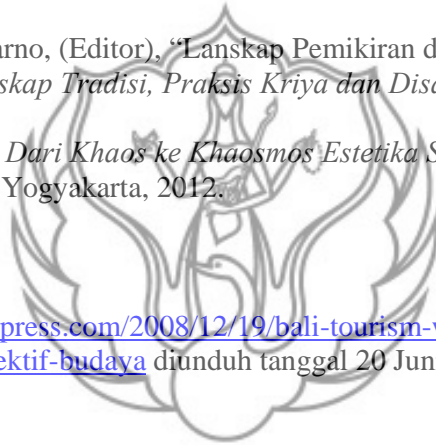 arno, (Editor), “Lanskap Pemikiran d
skap Tradisi, Praksis Kriya dan Disa
Dari Khaos ke Khaosmos Estetika S
Yogyakarta, 2012.
press.com/2008/12/19/bali-tourism-v
ektif-budaya diunduh tanggal 20 Jun